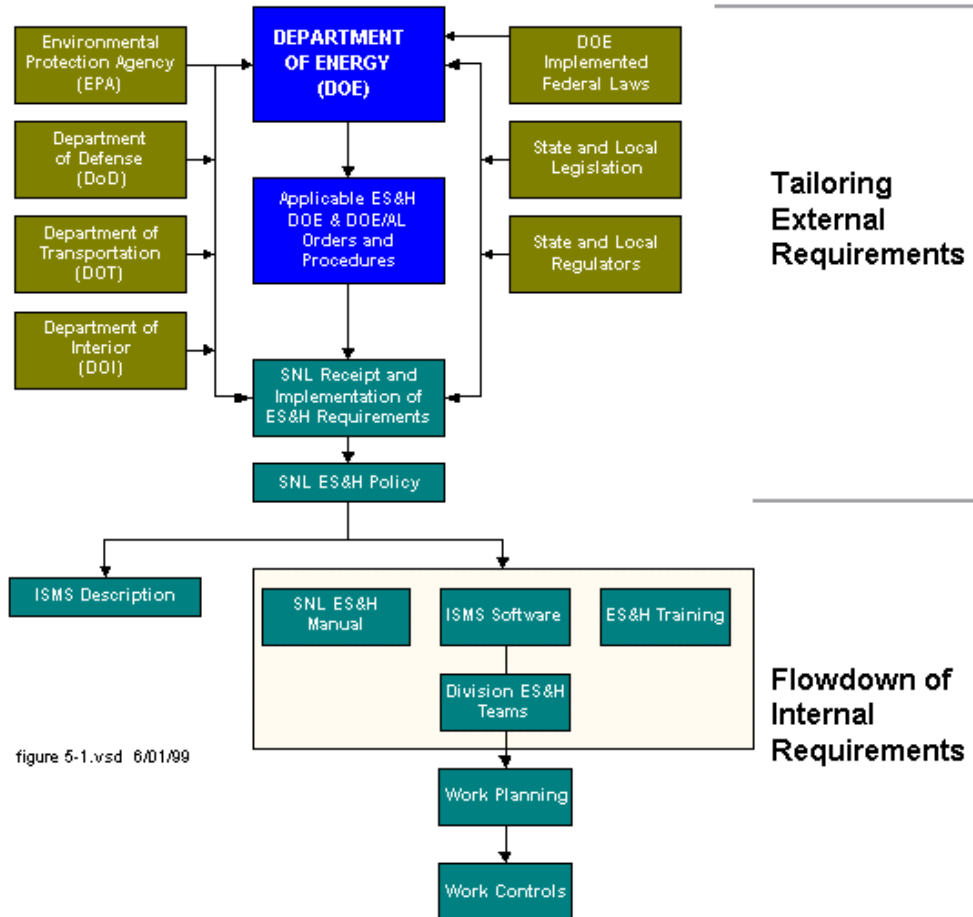 Environmental
Protection Agency
(EPA)
DEPARTMENT
OF ENERGY
(DOE)
DOE
Implemented
Federal Laws
Department
of Defense
(DoD)
State and Local
Legislation
Applicable ES&H
DOE & DOE/AL
Orders and
Procedures
Tailoring
External
Requirements
Department of
Transportation
(DOT)
State and Local
Regulators
Department of
Interior
(DOI)
SNL Receipt and
Implementation of
ES&H Requirements
SNL ES&H Policy
ISMS Description
SNL ES&H
Manual
ISMS Software
ES&H Training
Division ES&H
Teams
Flowdown of
Internal
Requirements
figure 5-1.vsd 6/01/99
Work Planning
Work Controls